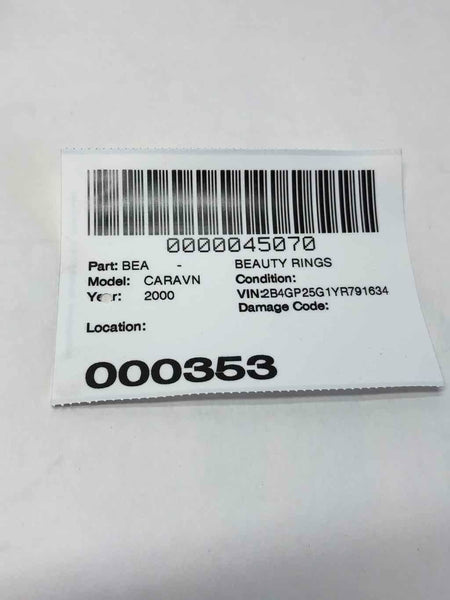 0000045070
Part: BEA - BEAUTY RINGS
Model: CARAVN Condition:
Year: 2000 VIN:2B4GP25G1YR791634
Damage Code:
Location:
000353